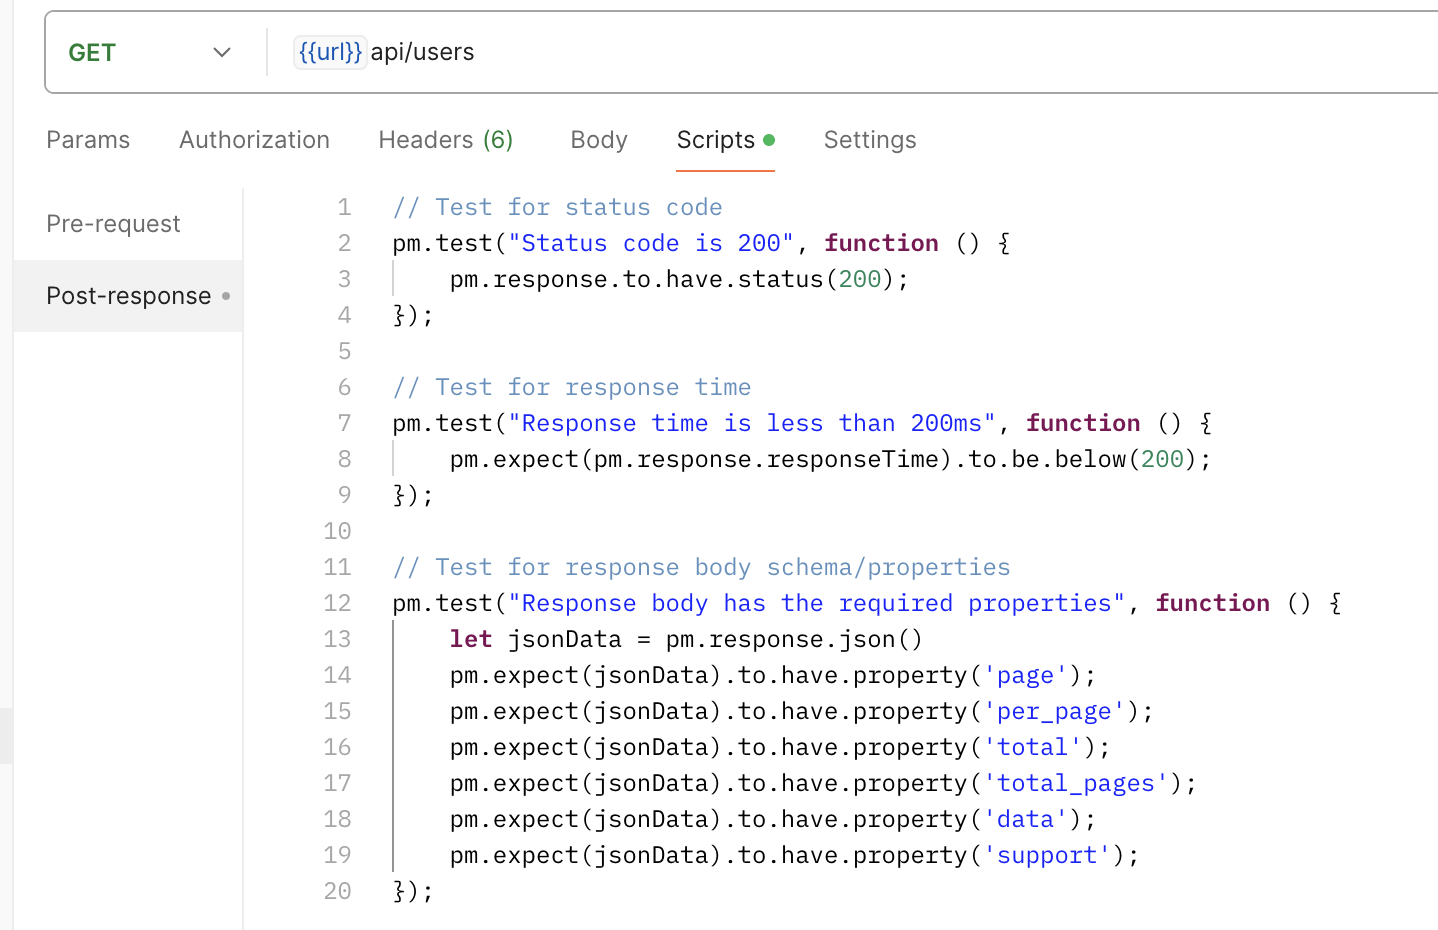 GET {{url}} api/users
Params Authorization Headers (6) Body Scripts Settings
Pre-request
Post-response
1 // Test for status code
2 pm.test("Status code is 200", function () {
3     pm.response.to.have.status(200);
4 });
5
6 // Test for response time
7 pm.test("Response time is less than 200ms", function () {
8     pm.expect(pm.response.responseTime).to.be.below(200);
9 });
10
11 // Test for response body schema/properties
12 pm.test("Response body has the required properties", function () {
13     let jsonData = pm.response.json()
14     pm.expect(jsonData).to.have.property('page');
15     pm.expect(jsonData).to.have.property('per_page');
16     pm.expect(jsonData).to.have.property('total');
17     pm.expect(jsonData).to.have.property('total_pages');
18     pm.expect(jsonData).to.have.property('data');
19     pm.expect(jsonData).to.have.property('support');
20 });